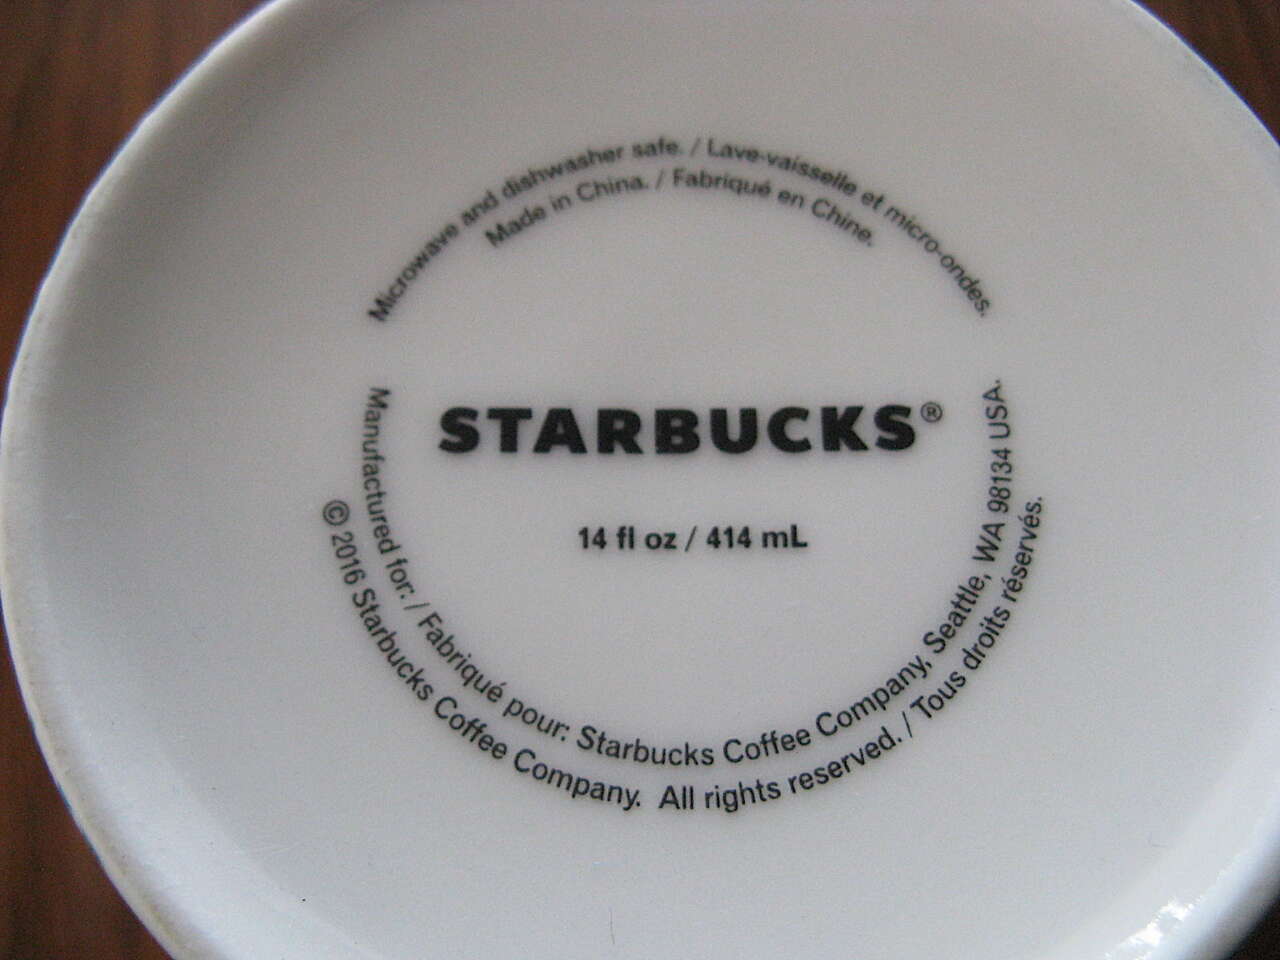 Microwave and dishwasher safe. / Lave-vaisselle et micro-ondes.
Made in China. / Fabriqué en Chine.
STARBUCKS®
14 fl oz / 414 mL
Manufactured for: / Fabriqué pour: Starbucks Coffee Company, Seattle, WA 98134 USA.
© 2016 Starbucks Coffee Company.  All rights reserved. / Tous droits réservés.